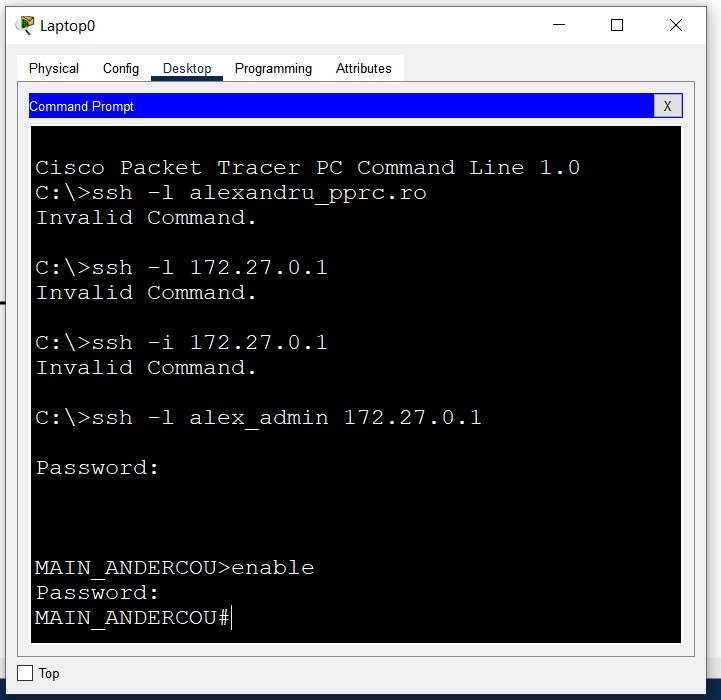 Laptop0
Physical Config Desktop Programming Attributes
Command Prompt
X
Cisco Packet Tracer PC Command Line 1.0
C:\>ssh -l alexandru_pprc.ro
Invalid Command.
C:\>ssh -l 172.27.0.1
Invalid Command.
C:\>ssh -i 172.27.0.1
Invalid Command.
C:\>ssh -l alex_admin 172.27.0.1
Password:
MAIN_ANDERCOU>enable
Password:
MAIN_ANDERCOU#
Top